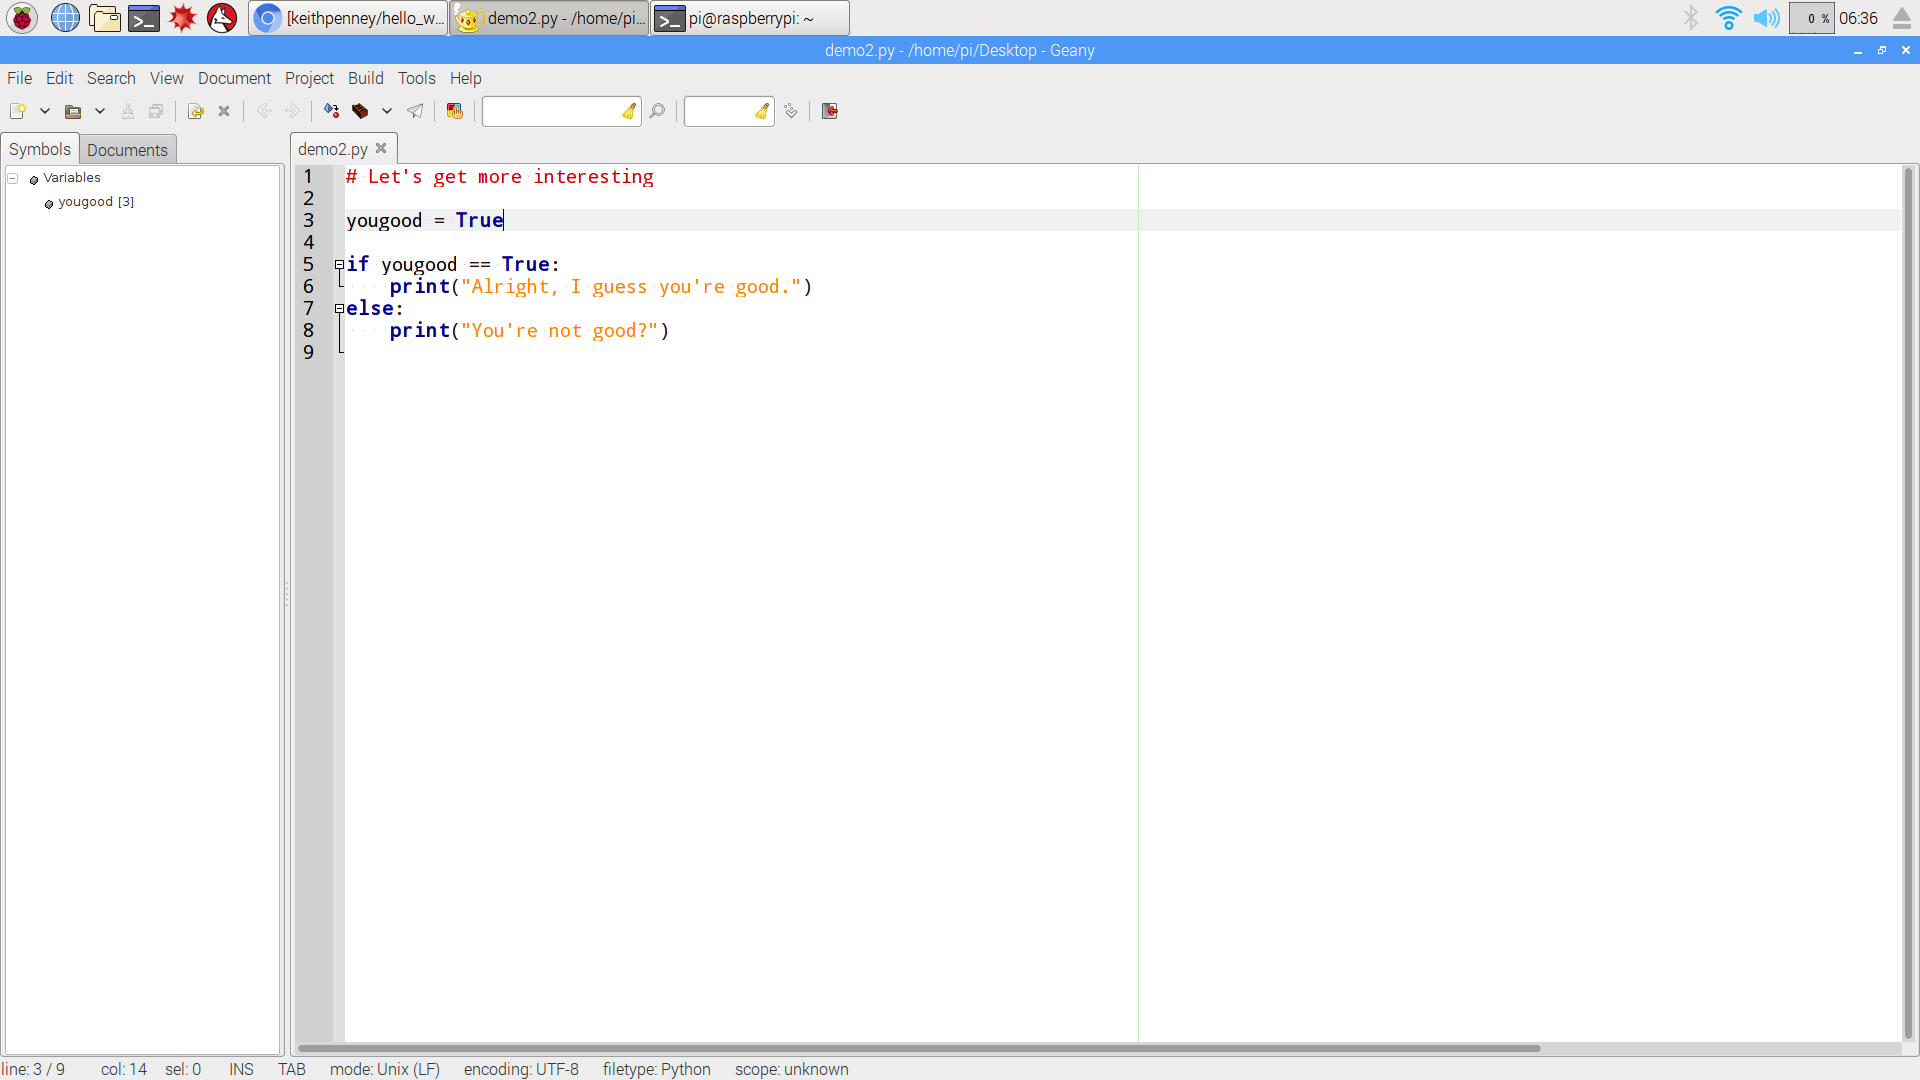 [keithpenney/hello_w... demo2.py - /home/pi... pi@raspberrypi: ~ 0 % 06:36
demo2.py - /home/pi/Desktop - Geany
File Edit Search View Document Project Build Tools Help
Symbols Documents
Variables
yougood [3]
demo2.py
1 # Let's get more interesting
2
3 yougood = True
4
5 if yougood == True:
6     print("Alright, I guess you're good.")
7 else:
8     print("You're not good?")
9
line: 3 / 9 col: 14 sel: 0 INS TAB mode: Unix (LF) encoding: UTF-8 filetype: Python scope: unknown